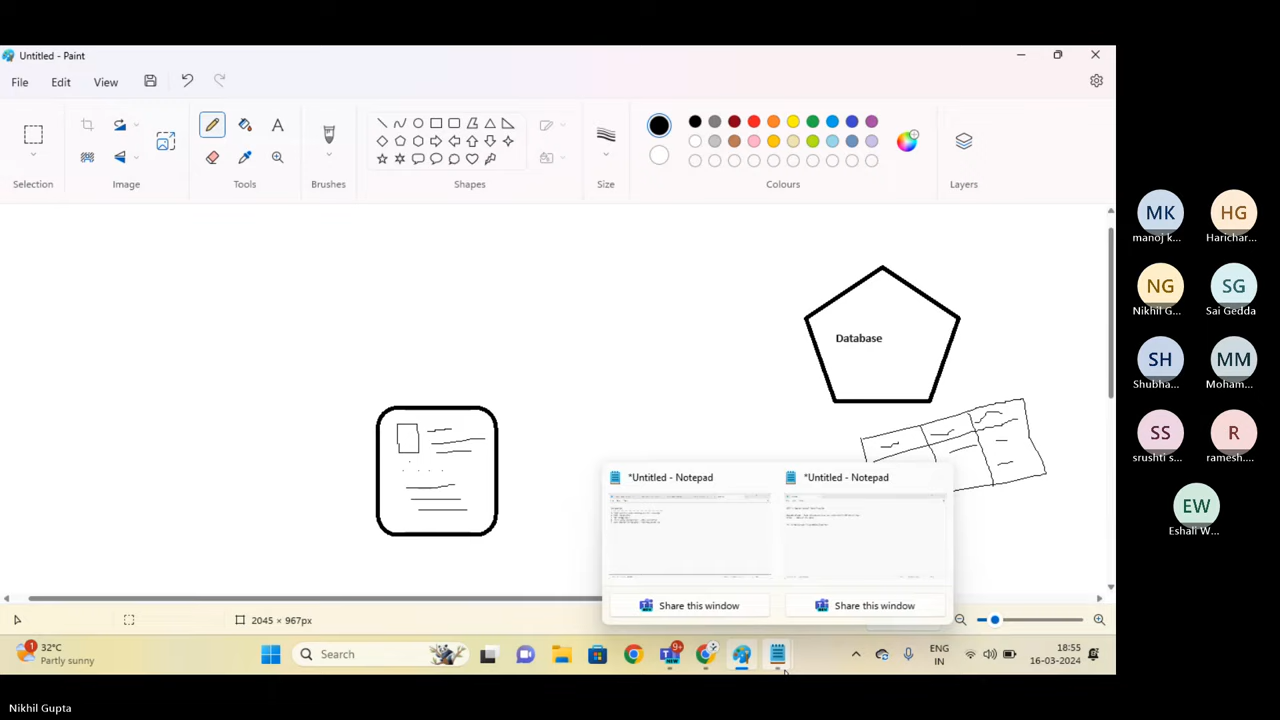 Untitled - Paint
File Edit View
Selection Image Tools Brushes Shapes Size Colours Layers
Database
*Untitled - Notepad *Untitled - Notepad
Share this window Share this window
2045 × 967px
32°C
Partly sunny
1
Search
9+
NEW
ENG
IN
18:55
16-03-2024
MK HG
manoj k... Harichar...
NG SG
Nikhil G... Sai Gedda
SH MM
Shubha... Moham...
SS R
srushti s... ramesh....
EW
Eshali W...
Nikhil Gupta